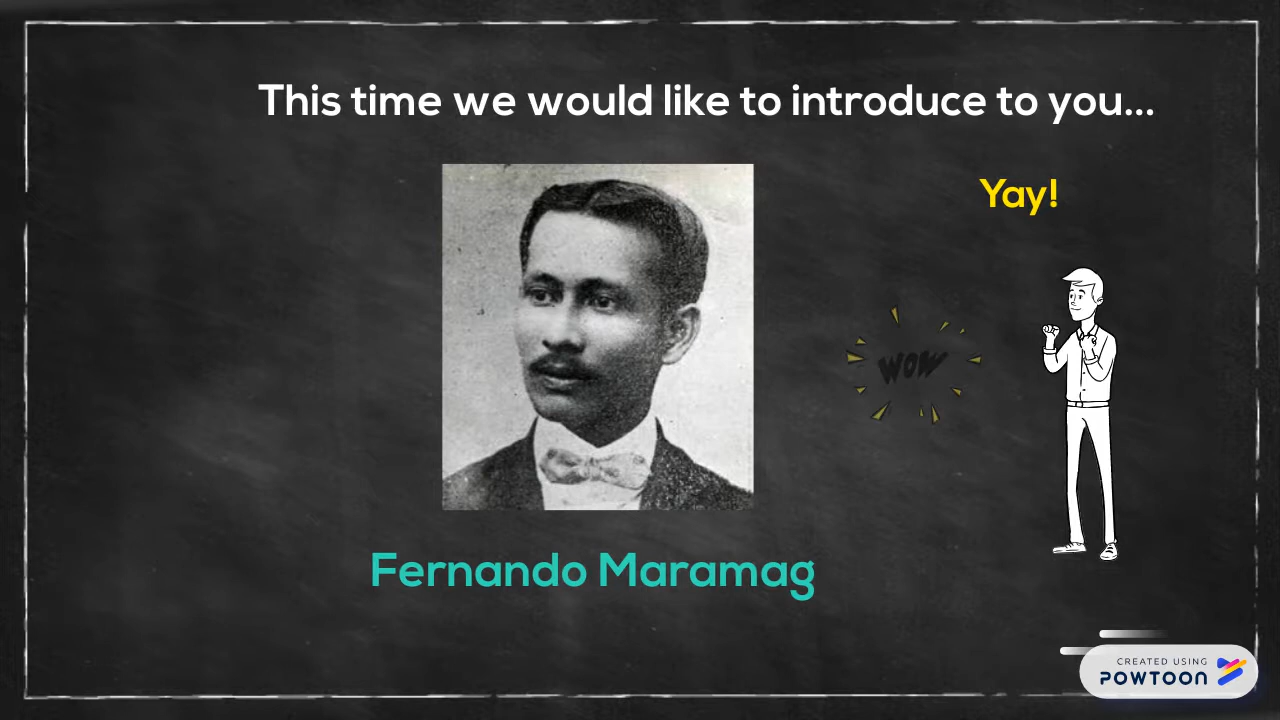 This time we would like to introduce to you...
Yay!
WOW
Fernando Maramag
CREATED USING
POWTOON